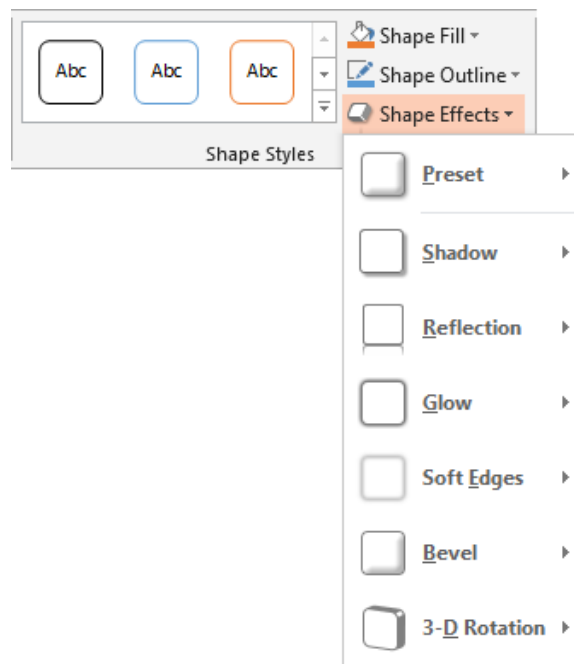 Abc Abc Abc
Shape Fill
Shape Outline
Shape Effects
Shape Styles
Preset
Shadow
Reflection
Glow
Soft Edges
Bevel
3-D Rotation